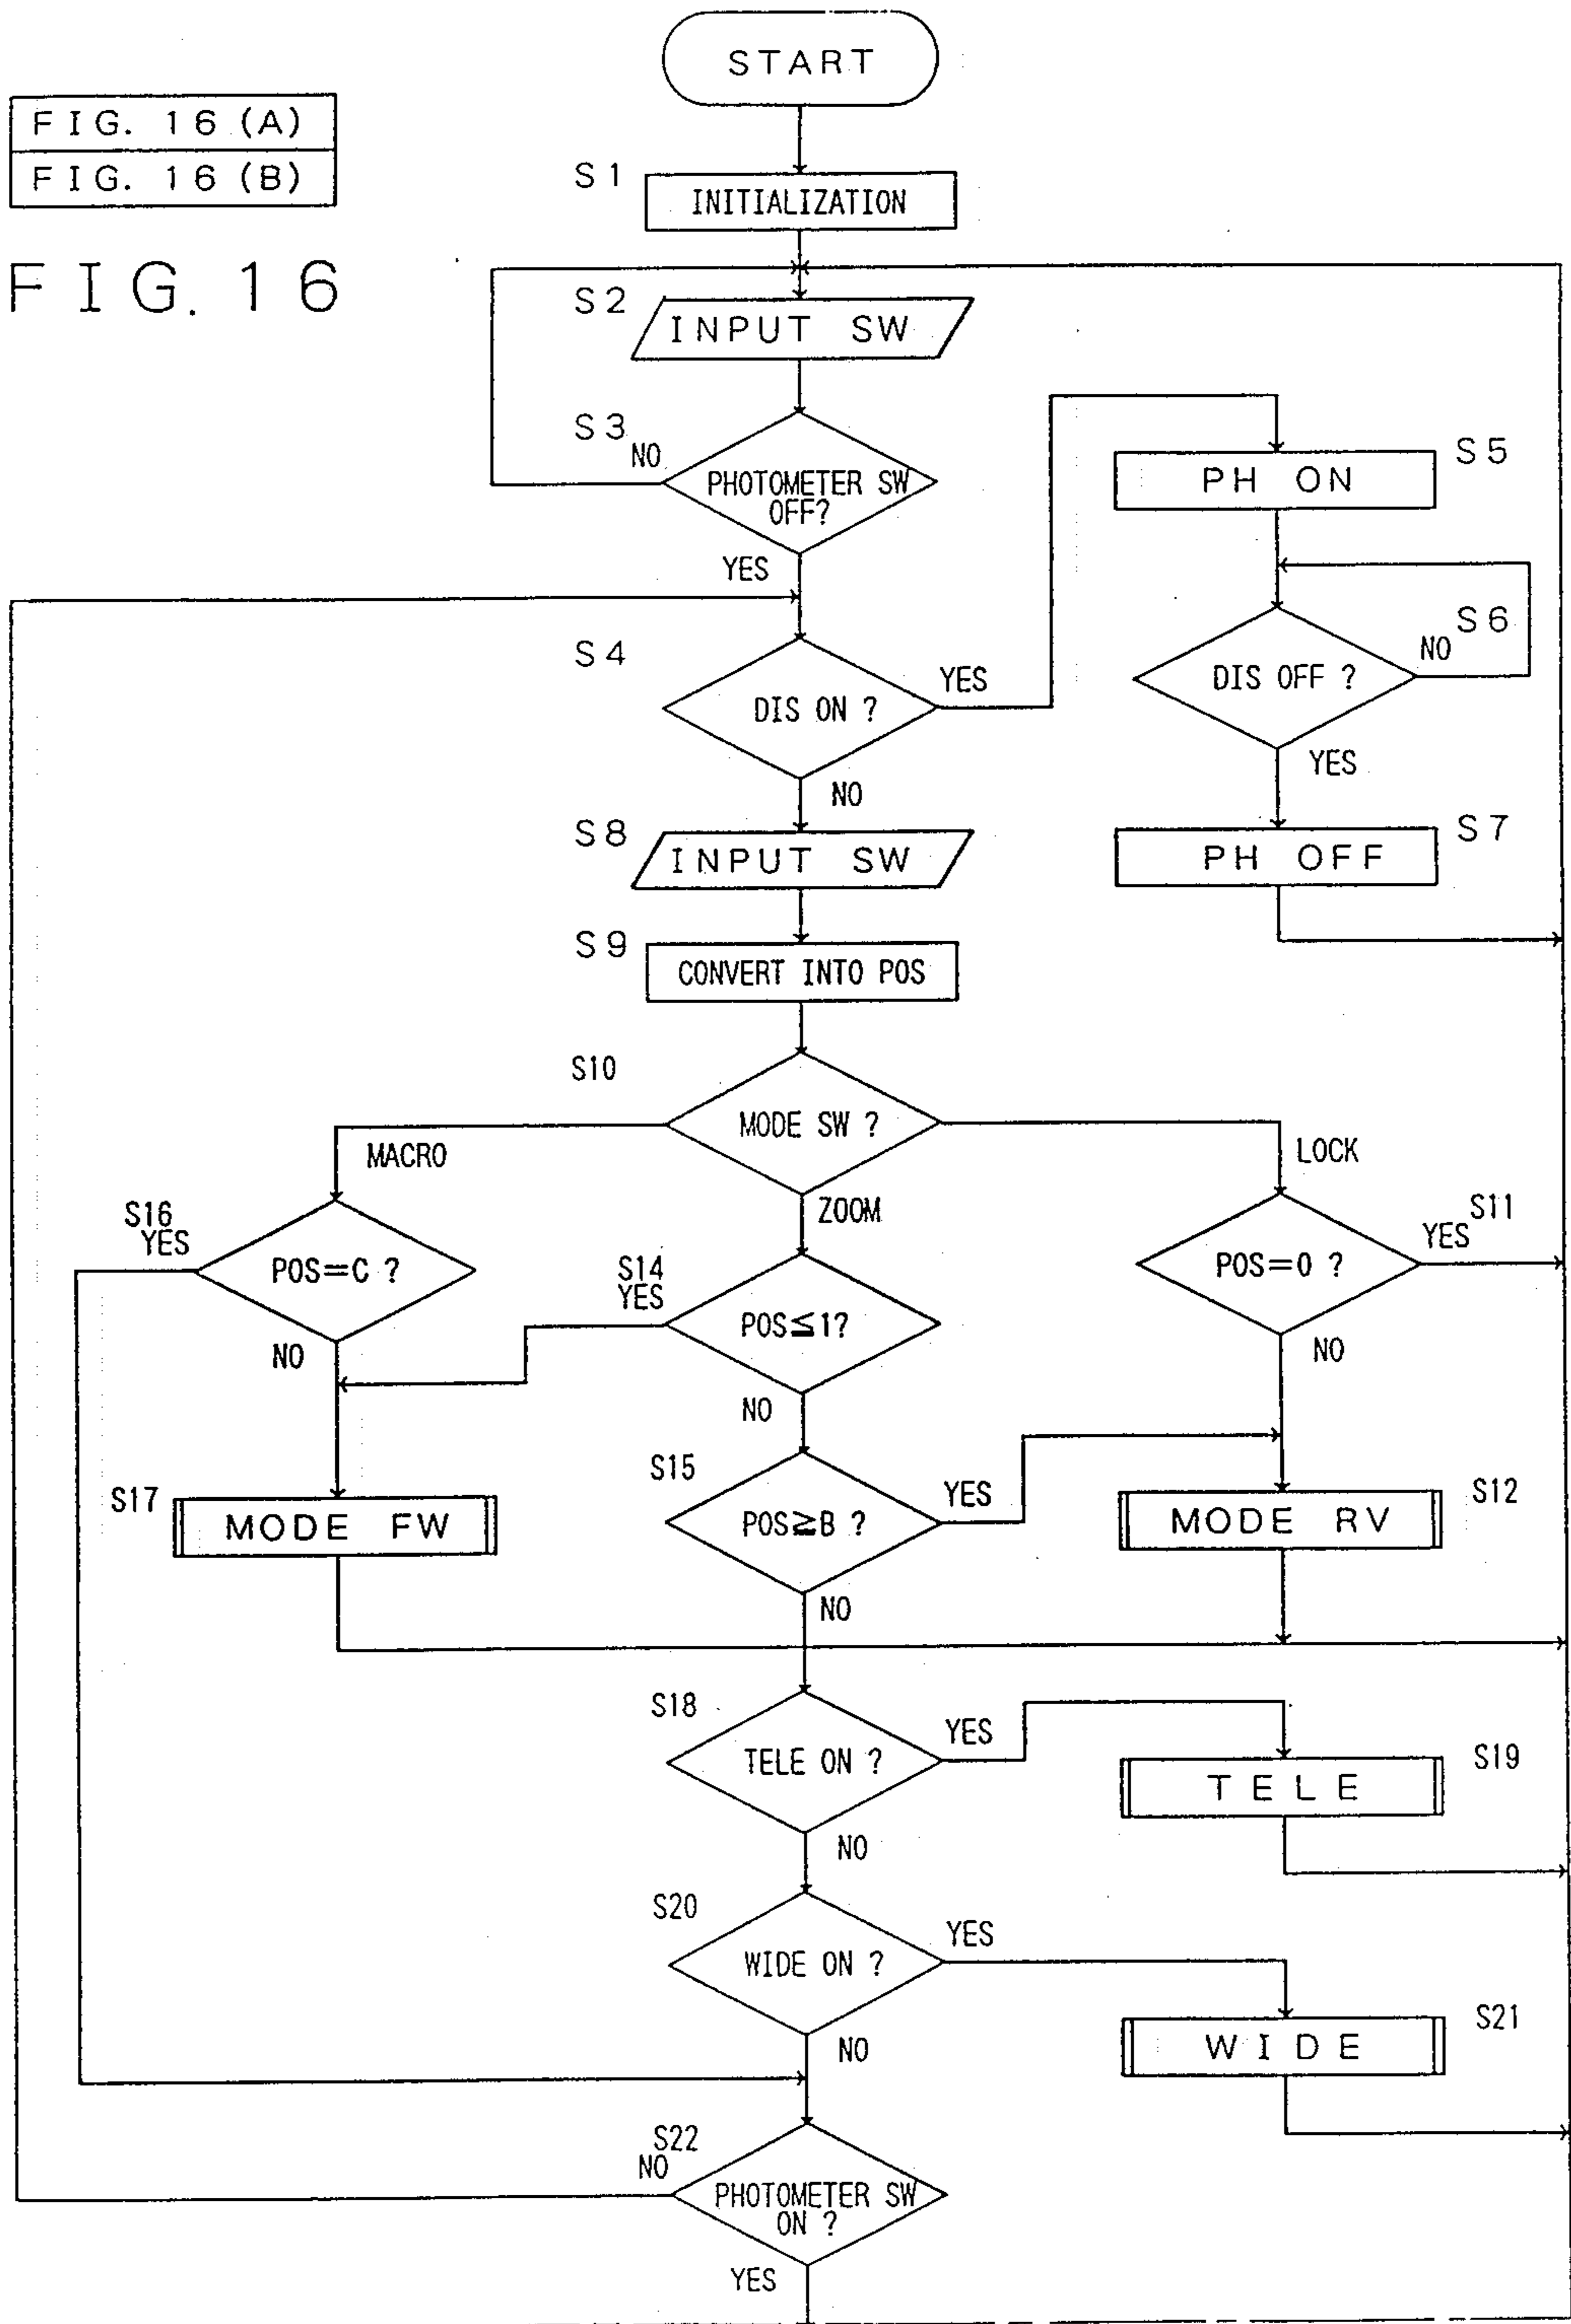 START
FIG. 16 (A)
FIG. 16 (B)
FIG. 16
S1
INITIALIZATION
S2
INPUT SW
S3
NO
PHOTOMETER SW
OFF?
YES
S4
DIS ON ?
YES
NO
S5
PH ON
S6
DIS OFF ?
NO
YES
S7
PH OFF
S8
INPUT SW
S9
CONVERT INTO POS
S10
MODE SW ?
MACRO
ZOOM
LOCK
S16
YES
POS=C ?
NO
S14
YES
POS≦1?
NO
S11
YES
POS=0 ?
NO
S15
POS≧B ?
YES
NO
S17
MODE FW
S12
MODE RV
S18
TELE ON ?
YES
NO
S19
TELE
S20
WIDE ON ?
YES
NO
S21
WIDE
S22
NO
PHOTOMETER SW
ON ?
YES